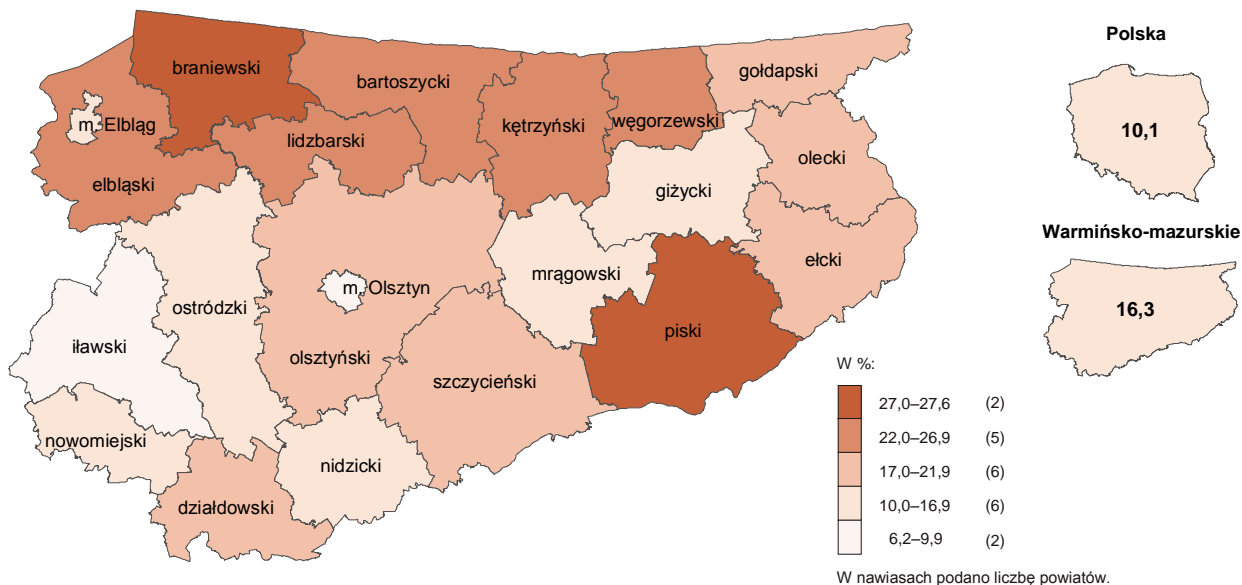 braniewski
bartoszycki
gołdapski
m. Elbląg
lidzbarski
kętrzyński
węgorzewski
olecki
elbląski
giżycki
ełcki
mrągowski
m. Olsztyn
ostródzki
piski
iławski
olsztyński
szczycieński
nowomiejski
nidzicki
działdowski
Polska
10,1
Warmińsko-mazurskie
16,3
W %:
27,0–27,6 (2)
22,0–26,9 (5)
17,0–21,9 (6)
10,0–16,9 (6)
6,2–9,9 (2)
W nawiasach podano liczbę powiatów.